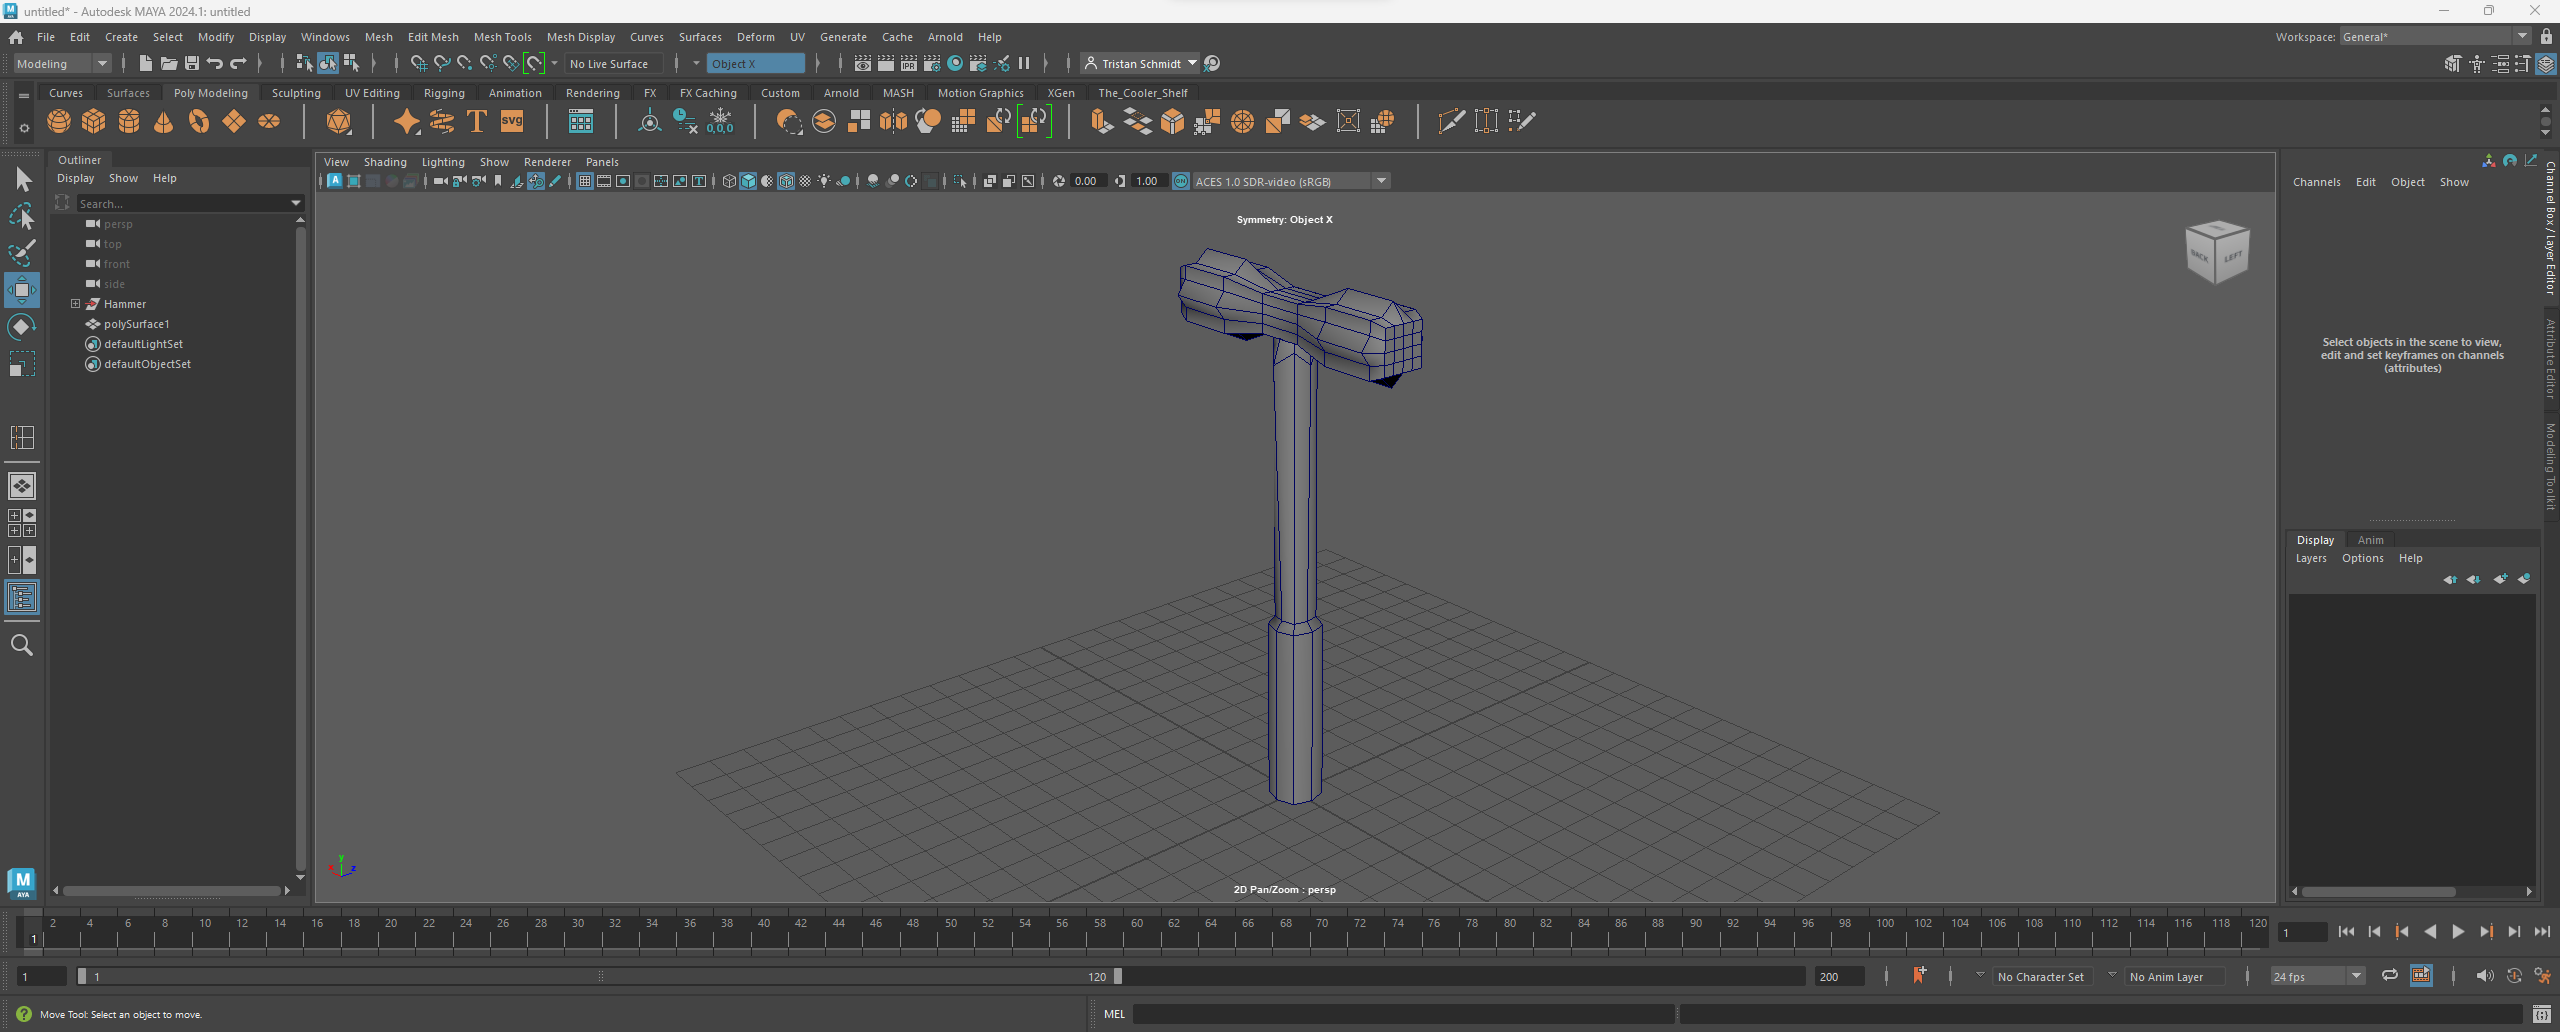 untitled* - Autodesk MAYA 2024.1: untitled
File Edit Create Select Modify Display Windows Mesh Edit Mesh Mesh Tools Mesh Display Curves Surfaces Deform UV Generate Cache Arnold Help
Workspace: General*
Modeling No Live Surface Object X Tristan Schmidt
Curves Surfaces Poly Modeling Sculpting UV Editing Rigging Animation Rendering FX FX Caching Custom Arnold MASH Motion Graphics XGen The_Cooler_Shelf
T SVG 0,0,0
Outliner
Display Show Help
Search...
persp
top
front
side
Hammer
polySurface1
defaultLightSet
defaultObjectSet
View Shading Lighting Show Renderer Panels
0.00 1.00 ACES 1.0 SDR-video (sRGB)
Symmetry: Object X
BACK LEFT
y
z
2D Pan/Zoom : persp
Channels Edit Object Show
Select objects in the scene to view,
edit and set keyframes on channels
(attributes)
Channel Box / Layer Editor
Attribute Editor
Modeling Toolkit
Display Anim
Layers Options Help
M
AYA
2 4 6 8 10 12 14 16 18 20 22 24 26 28 30 32 34 36 38 40 42 44 46 48 50 52 54 56 58 60 62 64 66 68 70 72 74 76 78 80 82 84 86 88 90 92 94 96 98 100 102 104 106 108 110 112 114 116 118 120
1
1
1 1 120 200 No Character Set No Anim Layer 24 fps
Move Tool: Select an object to move.
MEL